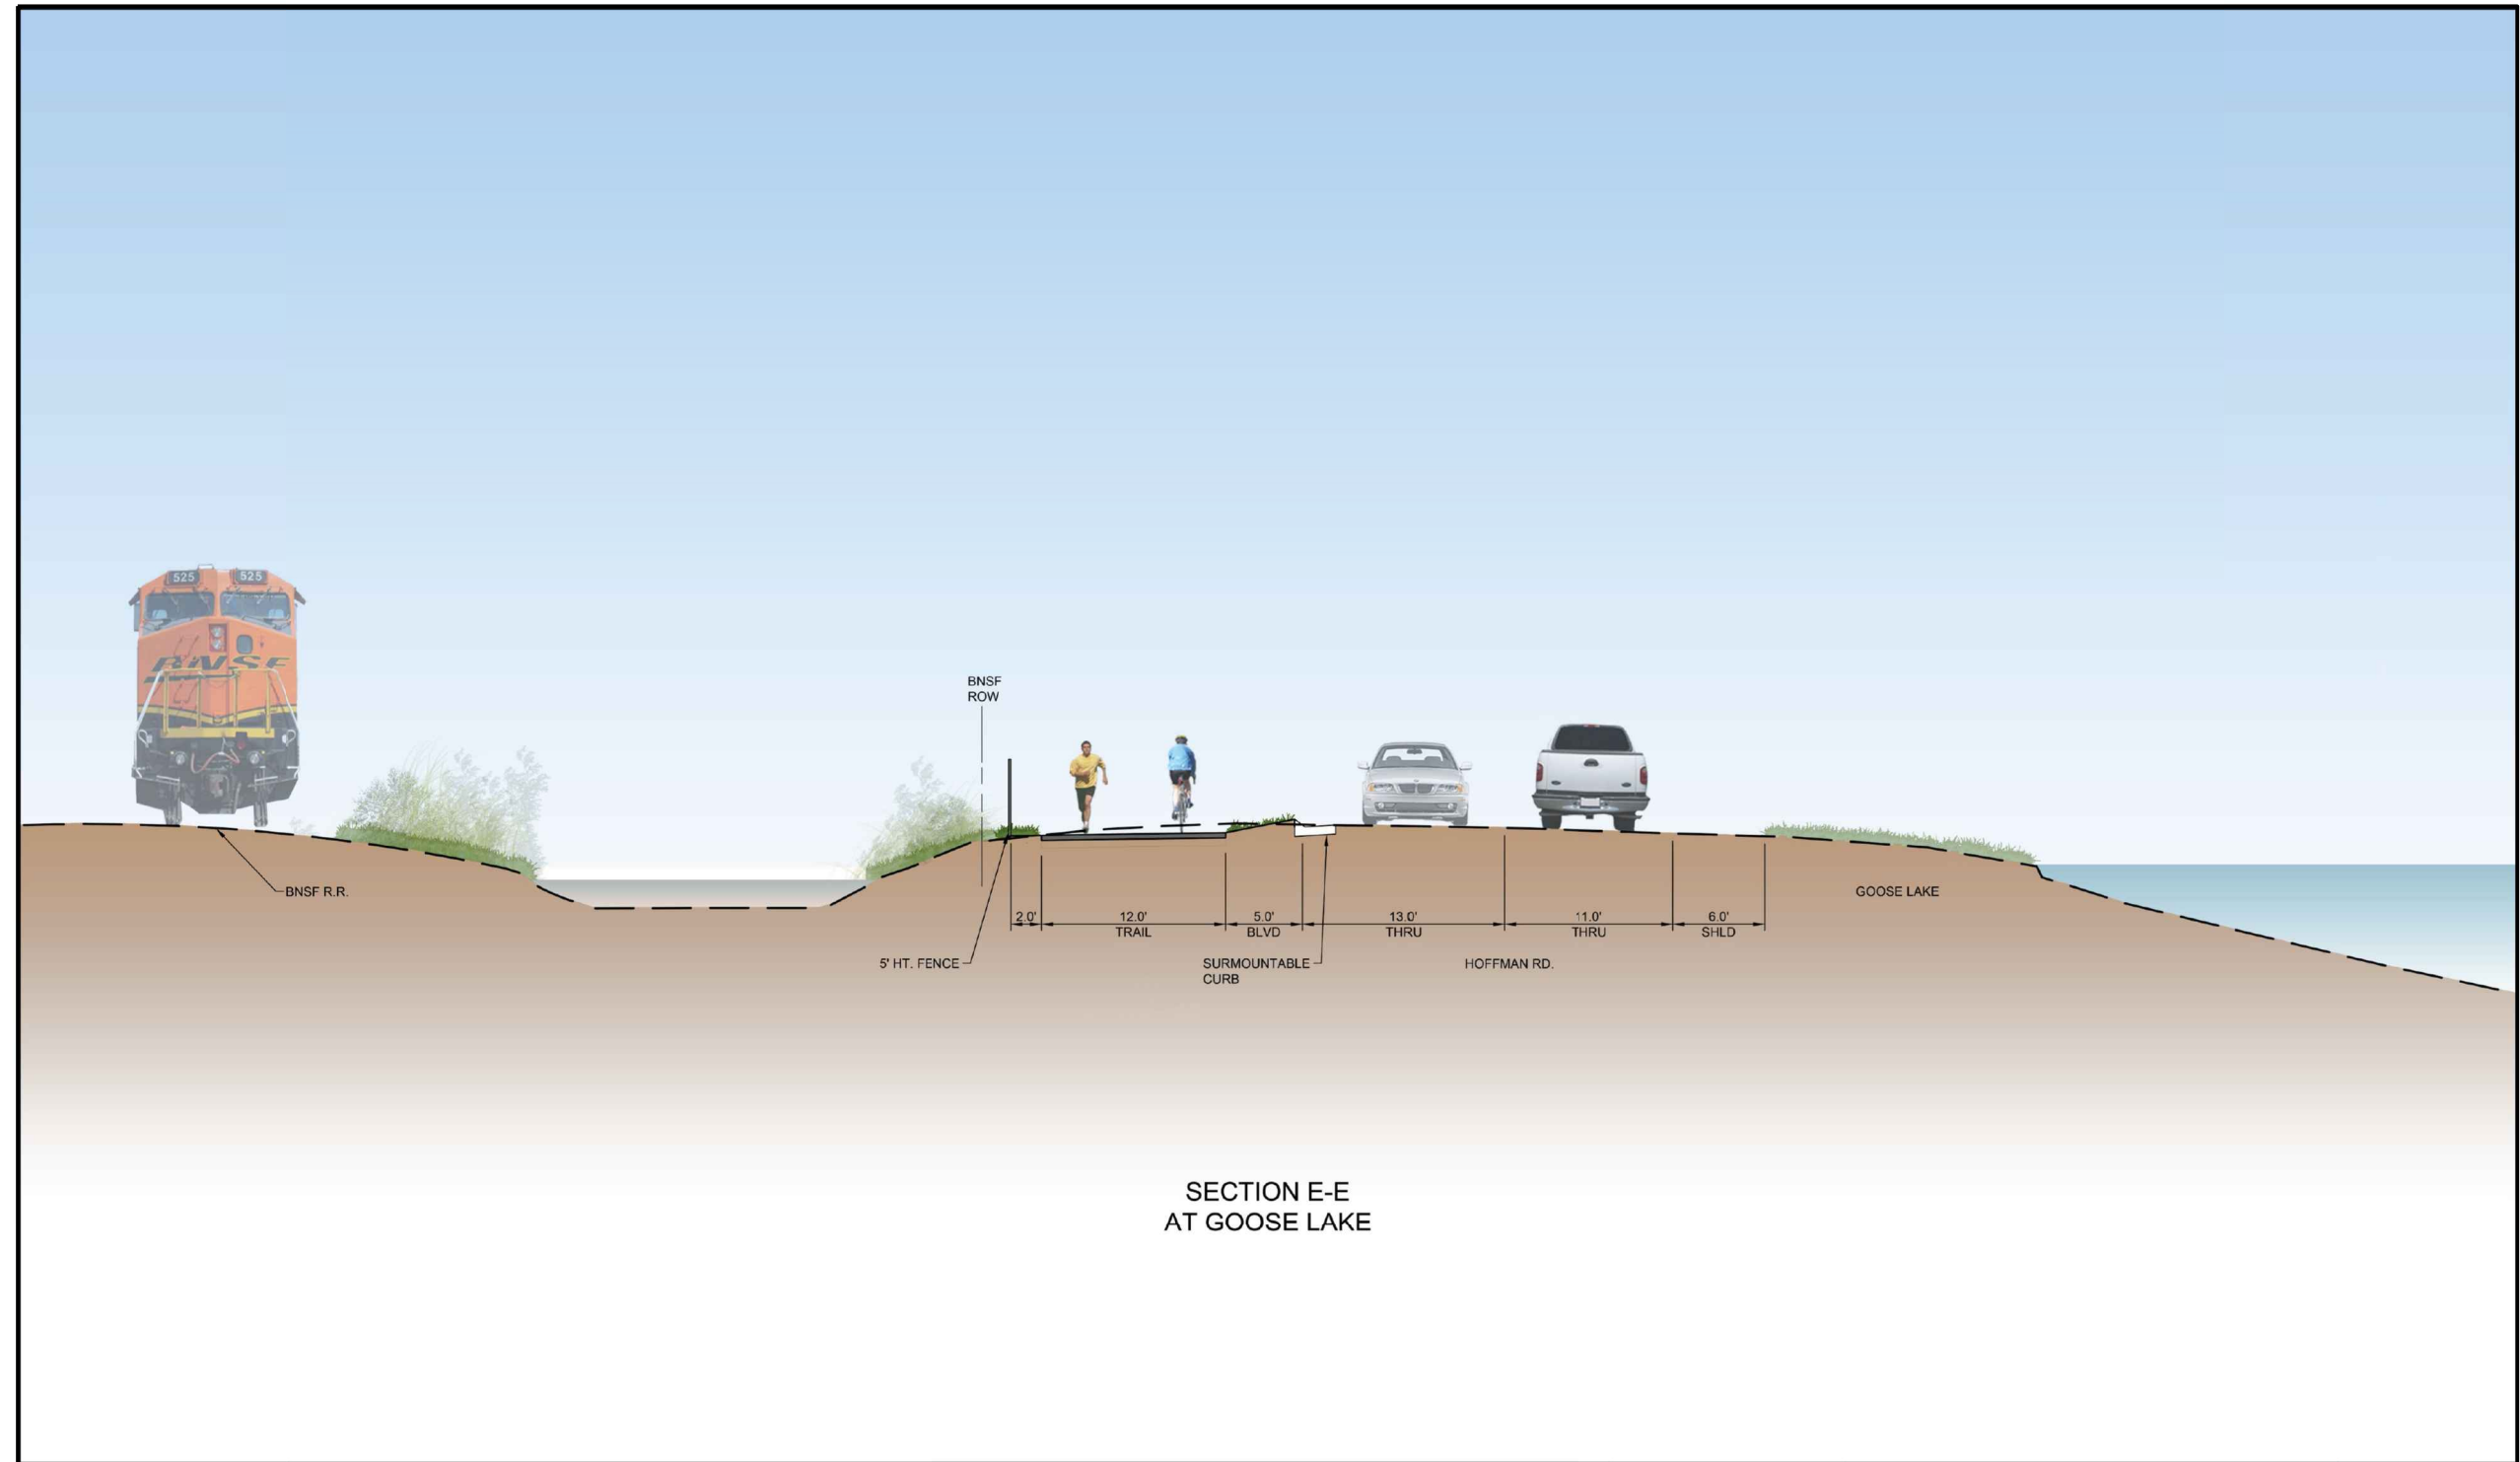 525 525
BNSF
BNSF
ROW
BNSF R.R.
GOOSE LAKE
2.0' 12.0' 5.0' 13.0' 11.0' 6.0'
TRAIL BLVD THRU THRU SHLD
5' HT. FENCE
SURMOUNTABLE
CURB
HOFFMAN RD.
SECTION E-E
AT GOOSE LAKE